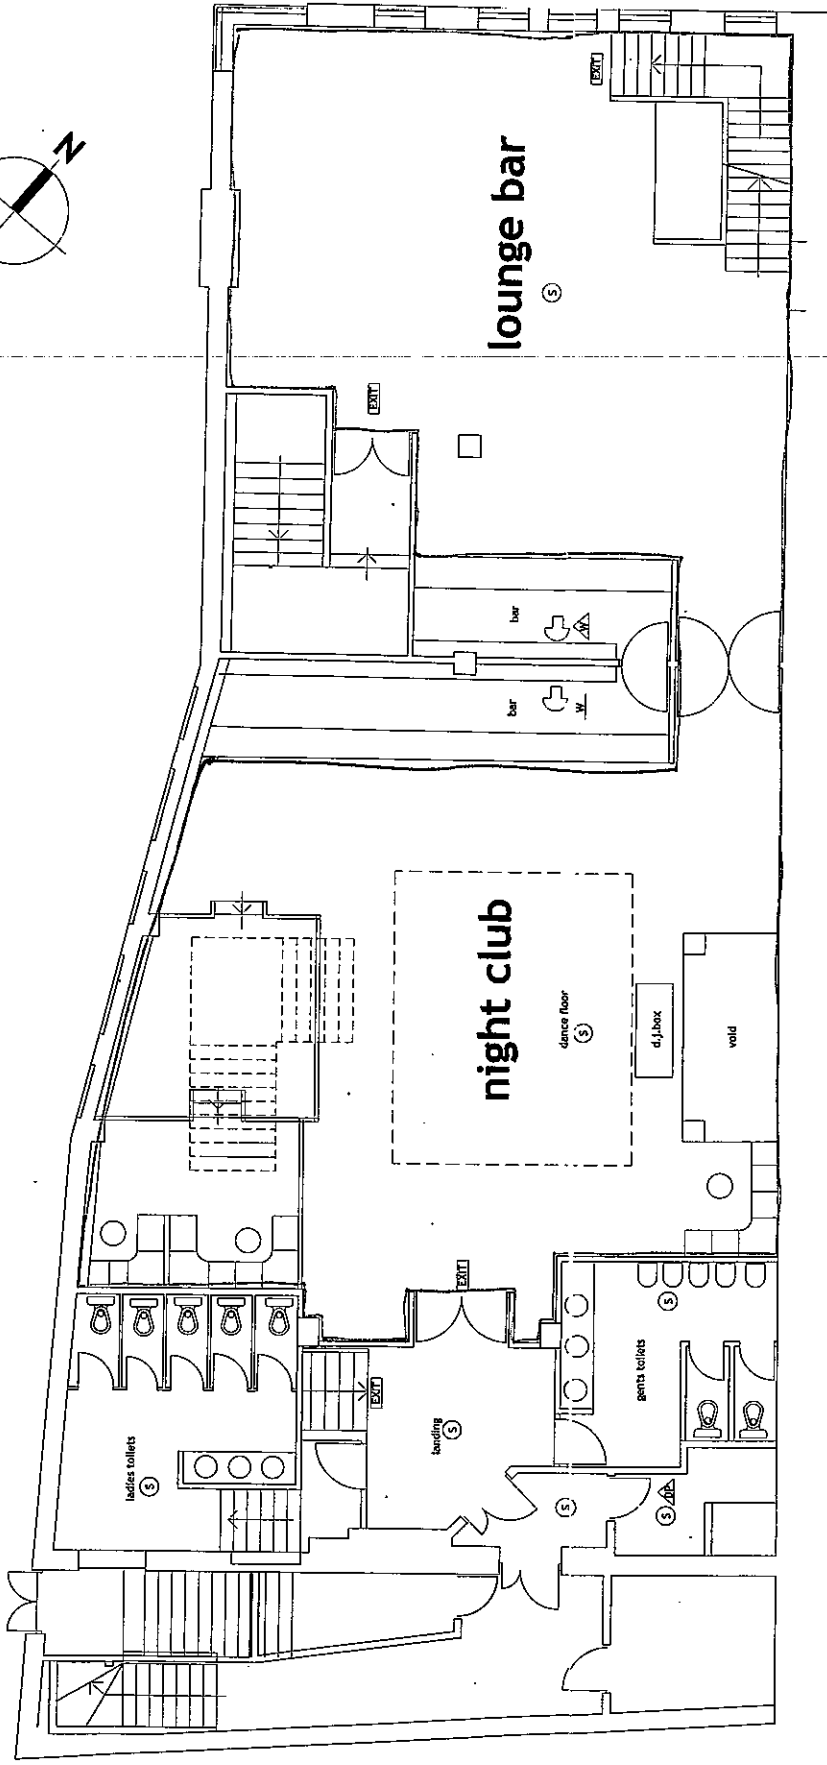 N
EXIT
lounge bar
S
EXIT
bar
W
bar
W
night club
dance floor
S
d.j.box
void
EXIT
S
gents toilets
EXIT
landing
S
ladies toilets
S
S
S
DP